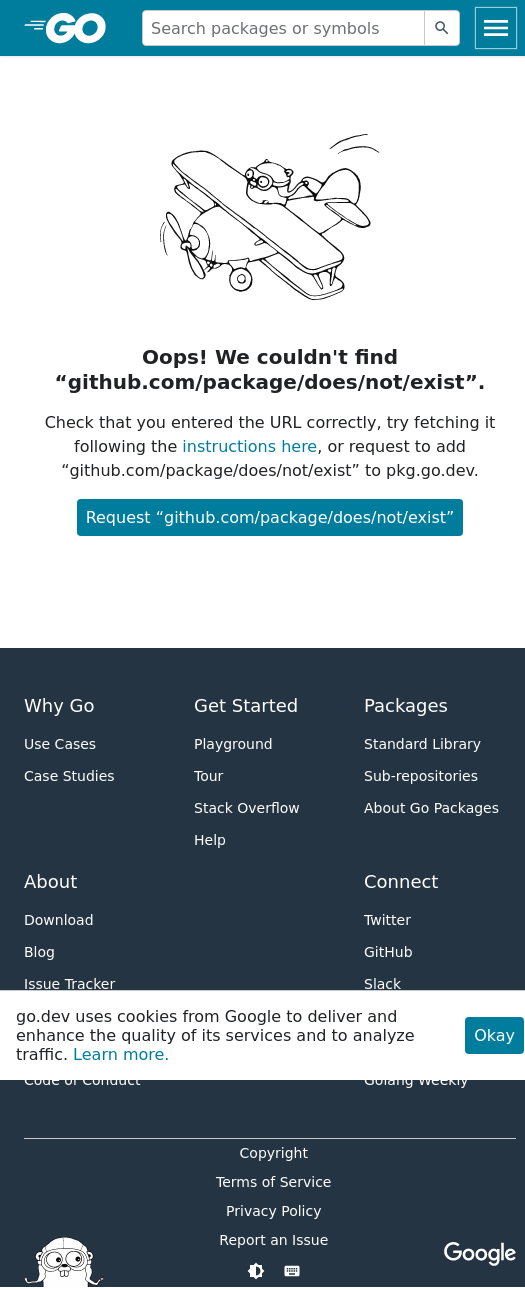 GO
Search packages or symbols
Oops! We couldn't find
“github.com/package/does/not/exist”.
Check that you entered the URL correctly, try fetching it
following the instructions here, or request to add
“github.com/package/does/not/exist” to pkg.go.dev.
Request “github.com/package/does/not/exist”
Why Go
Use Cases
Case Studies
Get Started
Playground
Tour
Stack Overflow
Help
Packages
Standard Library
Sub-repositories
About Go Packages
About
Download
Blog
Issue Tracker
Connect
Twitter
GitHub
Slack
go.dev uses cookies from Google to deliver and
enhance the quality of its services and to analyze
traffic. Learn more.
Okay
Code of Conduct
Golang Weekly
Copyright
Terms of Service
Privacy Policy
Report an Issue
Google